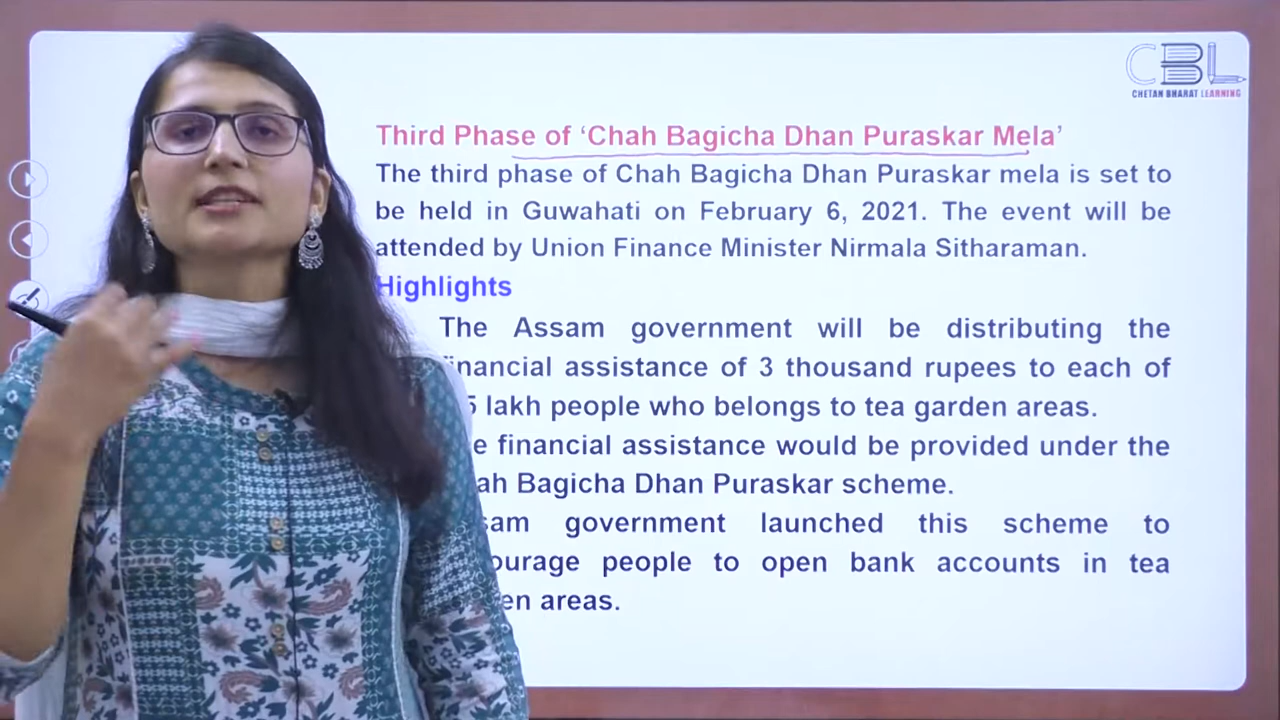 CBL
CHETAN BHARAT LEARNING
Third Phase of ‘Chah Bagicha Dhan Puraskar Mela’
The third phase of Chah Bagicha Dhan Puraskar mela is set to
be held in Guwahati on February 6, 2021. The event will be
attended by Union Finance Minister Nirmala Sitharaman.
Highlights
The Assam government will be distributing the
assistance of 3 thousand rupees to each of
lakh people who belongs to tea garden areas.
financial assistance would be provided under the
Bagicha Dhan Puraskar scheme.
government launched this scheme to
people to open bank accounts in tea
areas.